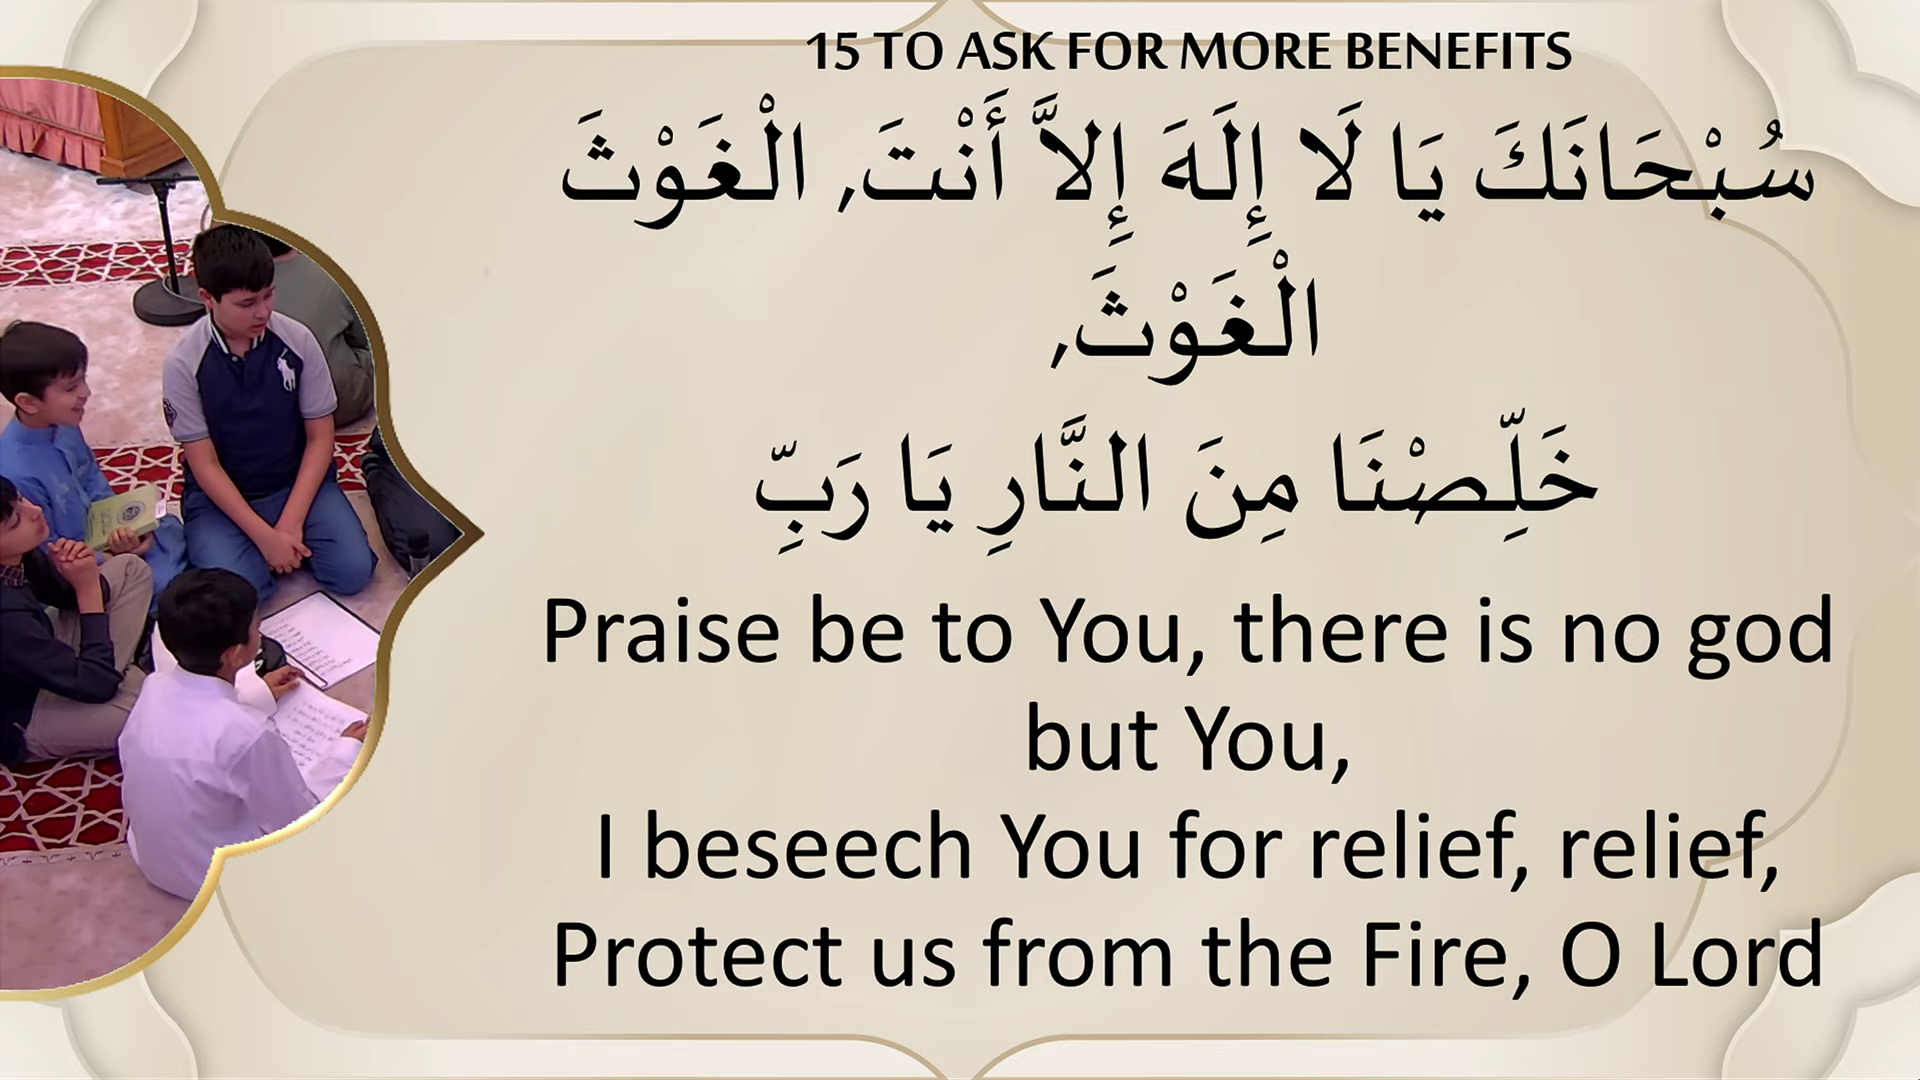 15 TO ASK FOR MORE BENEFITS
سُبْحَانَكَ يَا لَا إِلَهَ إِلاَّ أَنْتَ, الْغَوْثَ
الْغَوْثَ,
خَلِّصْنَا مِنَ النَّارِ يَا رَبِّ
Praise be to You, there is no god
but You,
I beseech You for relief, relief,
Protect us from the Fire, O Lord